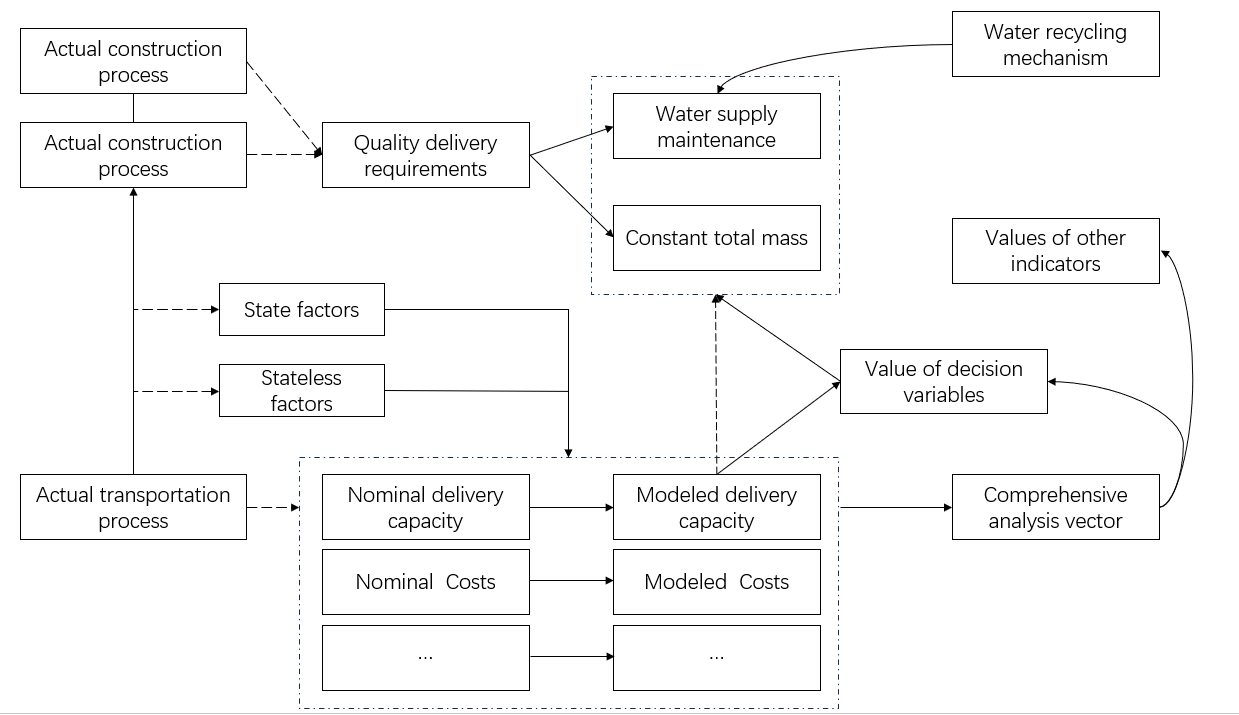 Water recycling
mechanism
Actual construction
process
Water supply
maintenance
Actual construction
process
Quality delivery
requirements
Constant total mass
Values of other
indicators
State factors
Stateless
factors
Value of decision
variables
Actual transportation
process
Nominal delivery
capacity
Modeled delivery
capacity
Comprehensive
analysis vector
Nominal  Costs
Modeled  Costs
...
...